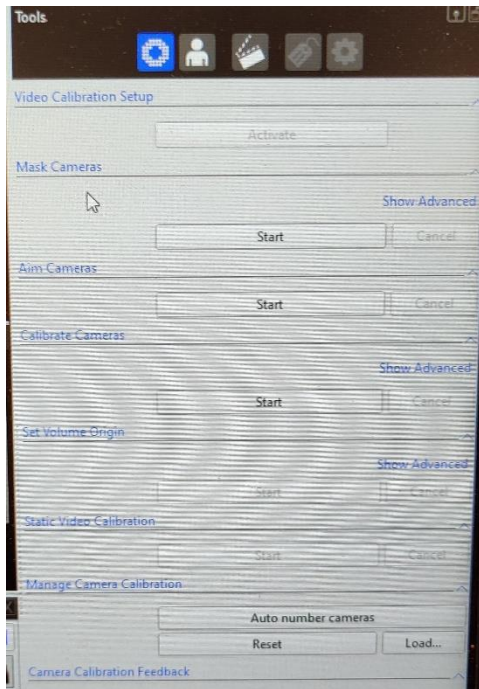 Tools
Video Calibration Setup
Activate
Mask Cameras
Show Advanced
Start Cancel
Aim Cameras
Start Cancel
Calibrate Cameras
Show Advanced
Start Cancel
Set Volume Origin
Show Advanced
Start Cancel
Static Video Calibration
Start Cancel
Manage Camera Calibration
Auto number cameras
Reset Load...
Camera Calibration Feedback